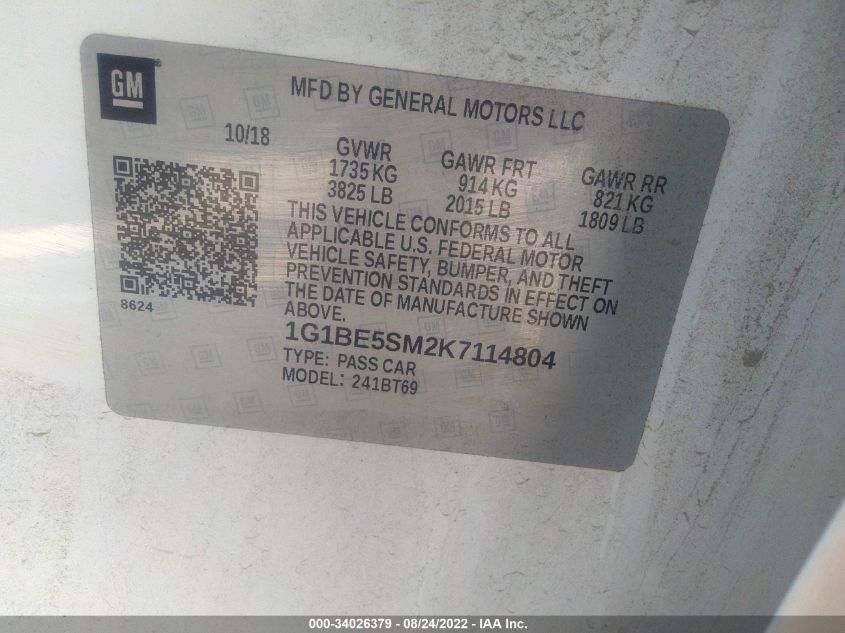 GM
MFD BY GENERAL MOTORS LLC
10/18
GVWR
1735 KG
3825 LB
GAWR FRT
914 KG
2015 LB
GAWR RR
821 KG
1809 LB
THIS VEHICLE CONFORMS TO ALL
APPLICABLE U.S. FEDERAL MOTOR
VEHICLE SAFETY, BUMPER, AND THEFT
PREVENTION STANDARDS IN EFFECT ON
THE DATE OF MANUFACTURE SHOWN
ABOVE.
8624
1G1BE5SM2K7114804
TYPE: PASS CAR
MODEL: 241BT69
000-34026379 - 08/24/2022 - IAA Inc.